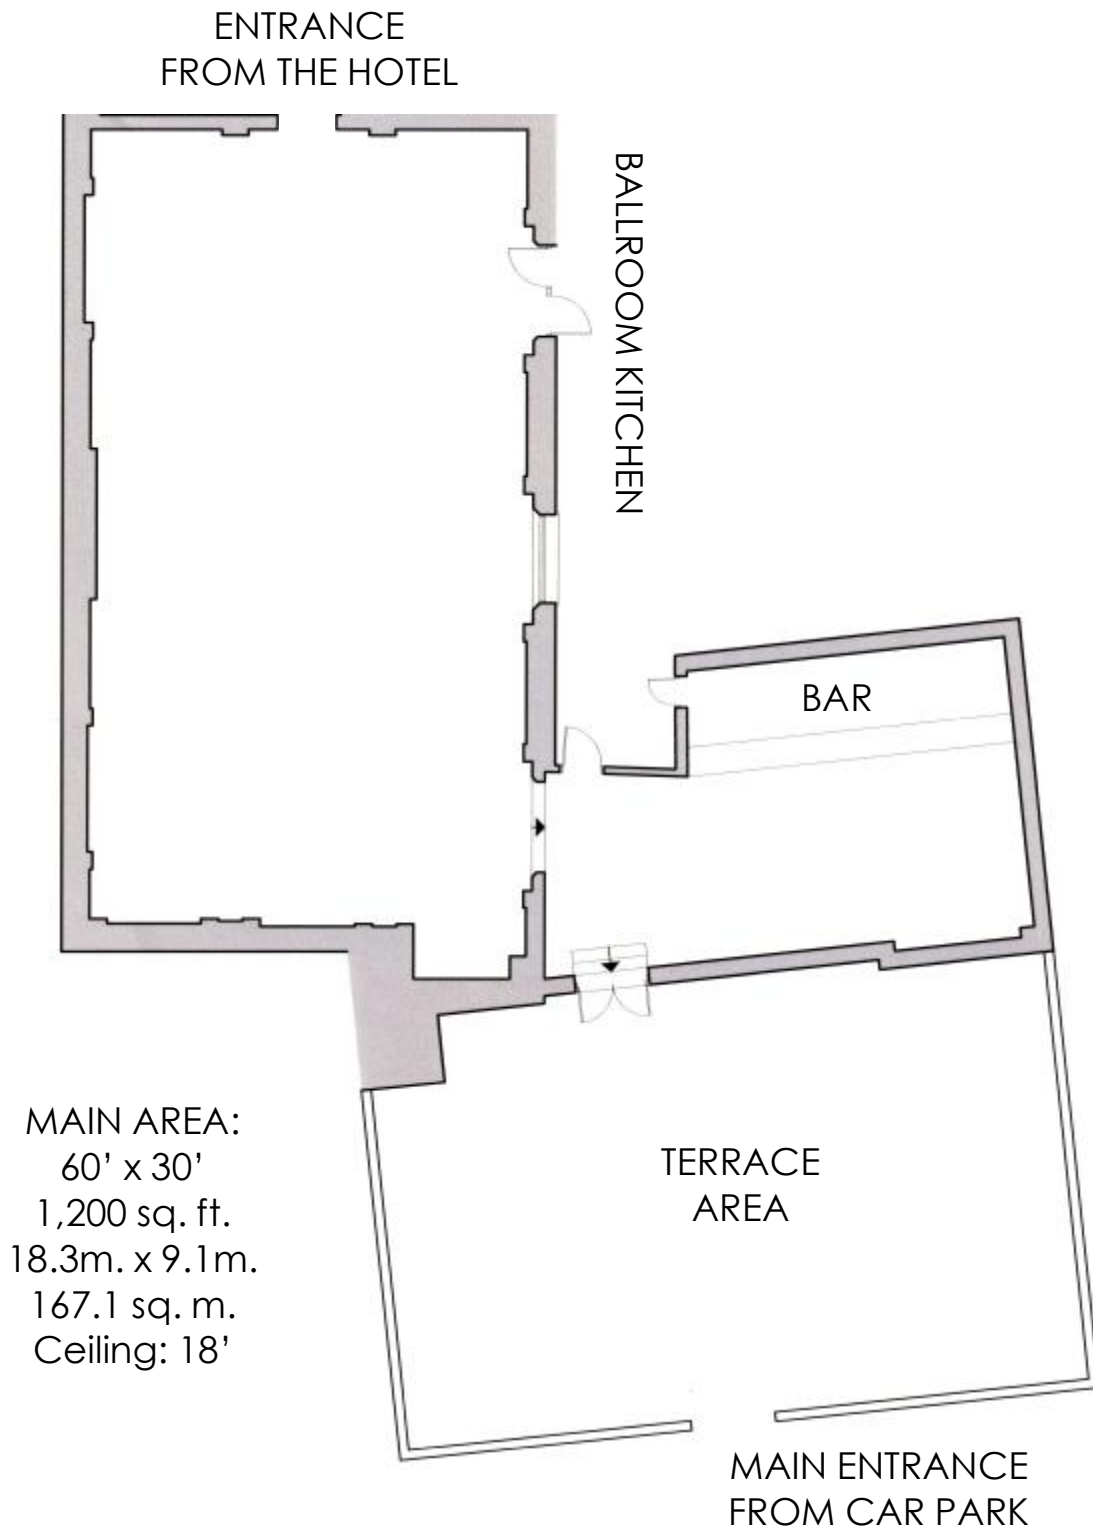 ENTRANCE
FROM THE HOTEL
BALLROOM KITCHEN
BAR
MAIN AREA:
60’ x 30’
1,200 sq. ft.
18.3m. x 9.1m.
167.1 sq. m.
Ceiling: 18’
TERRACE
AREA
MAIN ENTRANCE
FROM CAR PARK